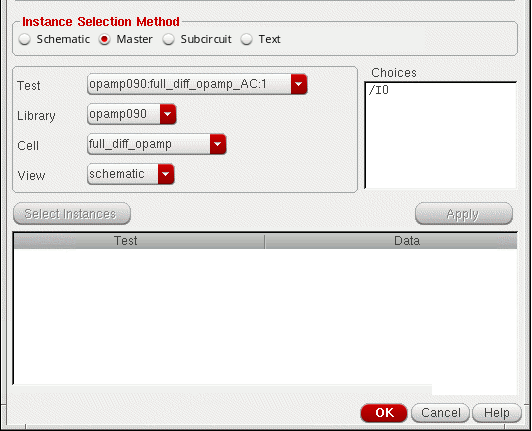 Instance Selection Method
Schematic Master Subcircuit Text
Choices
Test opamp090:full_diff_opamp_AC:1
/I0
Library opamp090
Cell full_diff_opamp
View schematic
Select Instances Apply
Test Data
OK Cancel Help